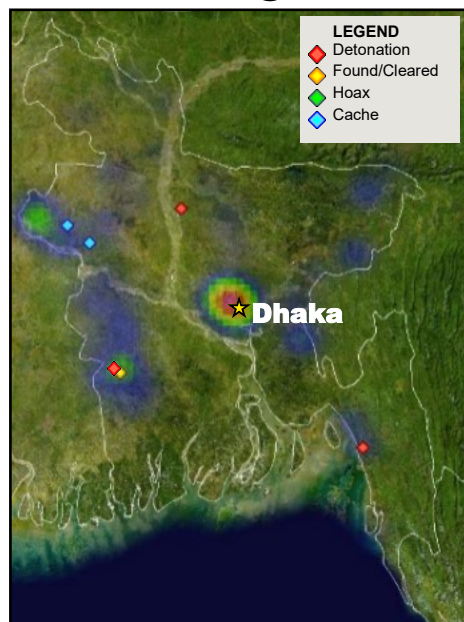 LEGEND
Detonation
Found/Cleared
Hoax
Cache
Dhaka